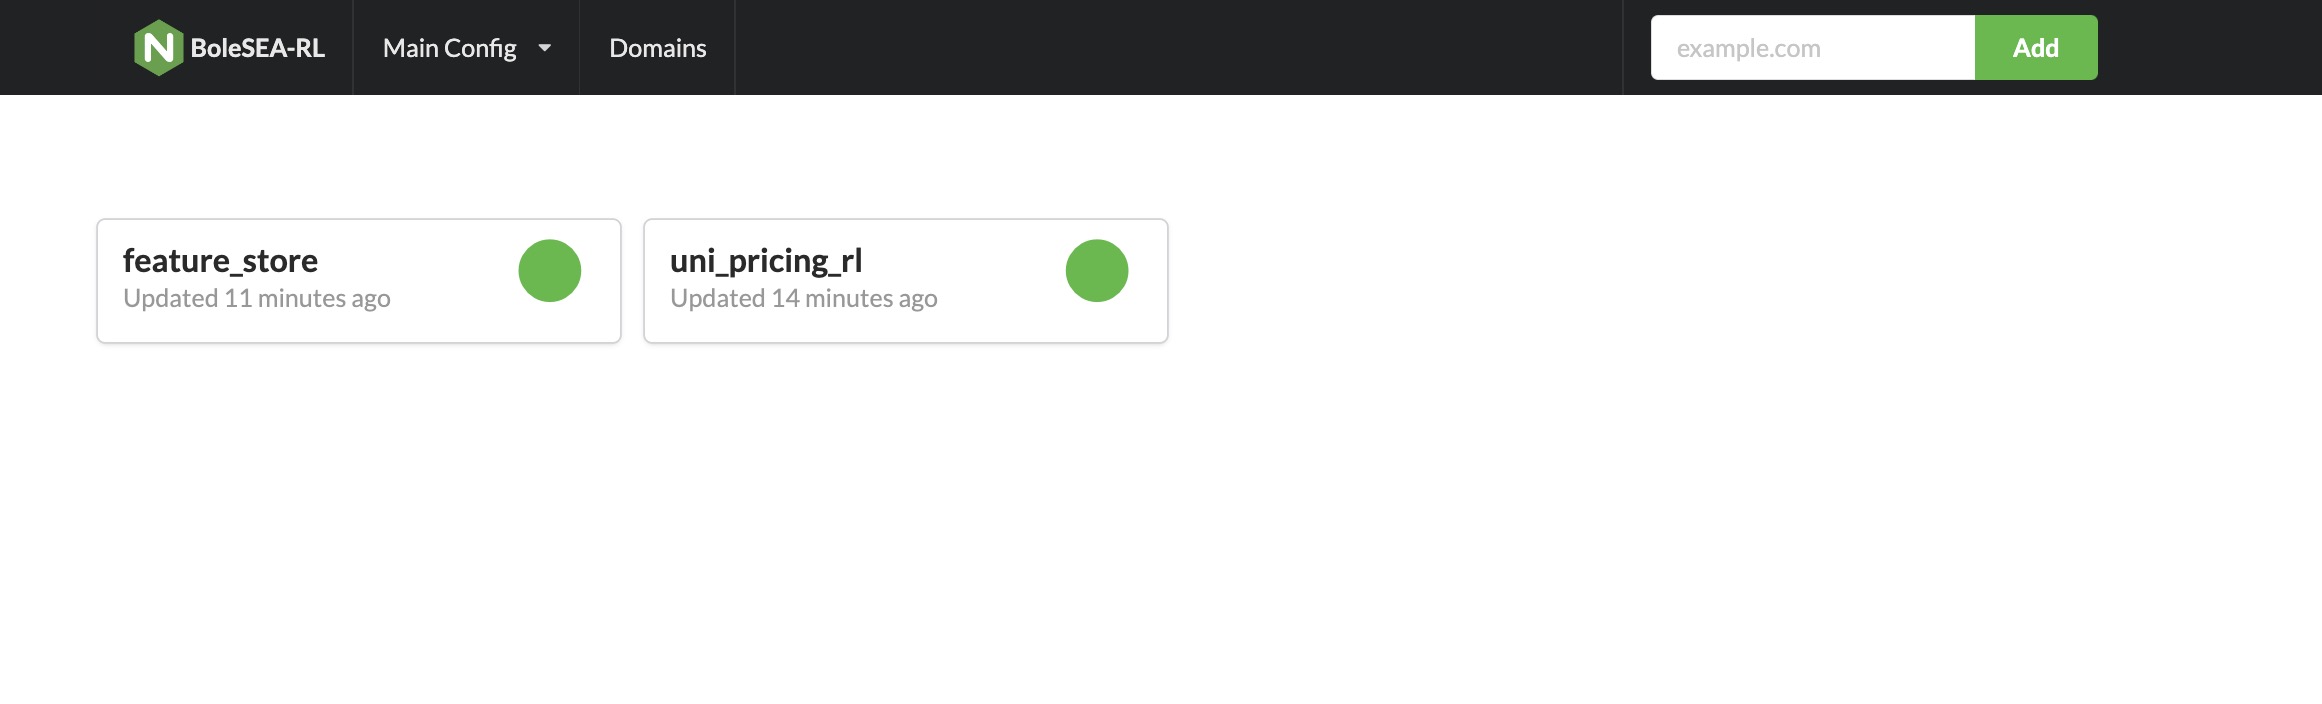 N BoleSEA-RL
Main Config
Domains
example.com
Add
feature_store
Updated 11 minutes ago
uni_pricing_rl
Updated 14 minutes ago